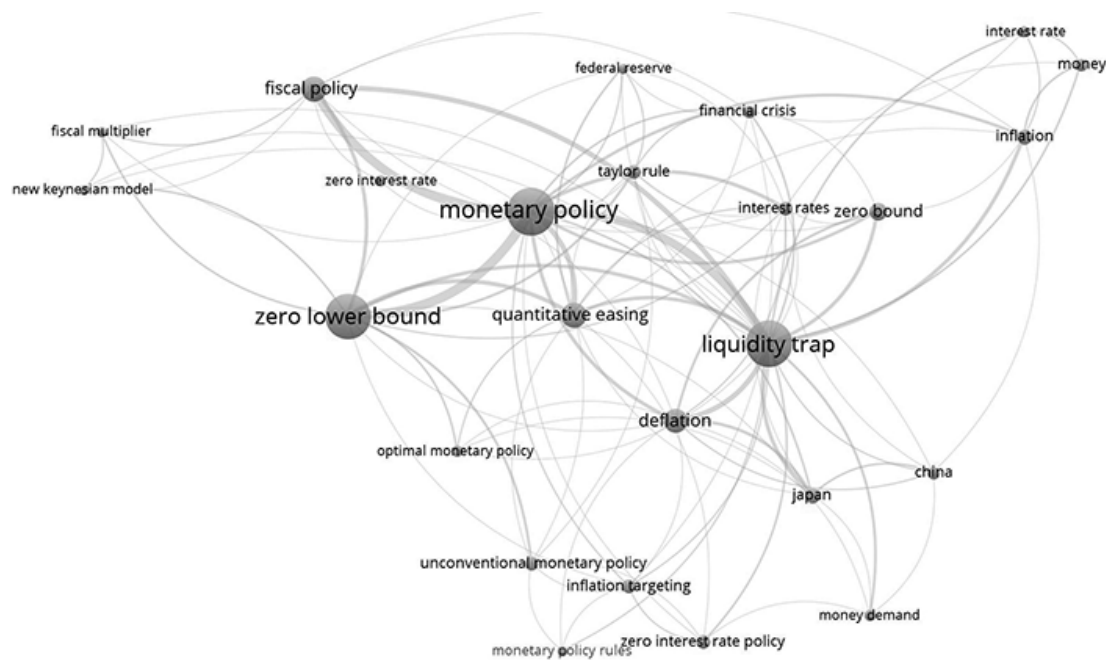 interest rate
money
federal reserve
fiscal policy
financial crisis
fiscal multiplier
inflation
taylor rule
zero interest rate
new keynesian model
monetary policy
interest rates
zero bound
zero lower bound
quantitative easing
liquidity trap
deflation
optimal monetary policy
china
japan
unconventional monetary policy
inflation targeting
money demand
zero interest rate policy
monetary policy rules